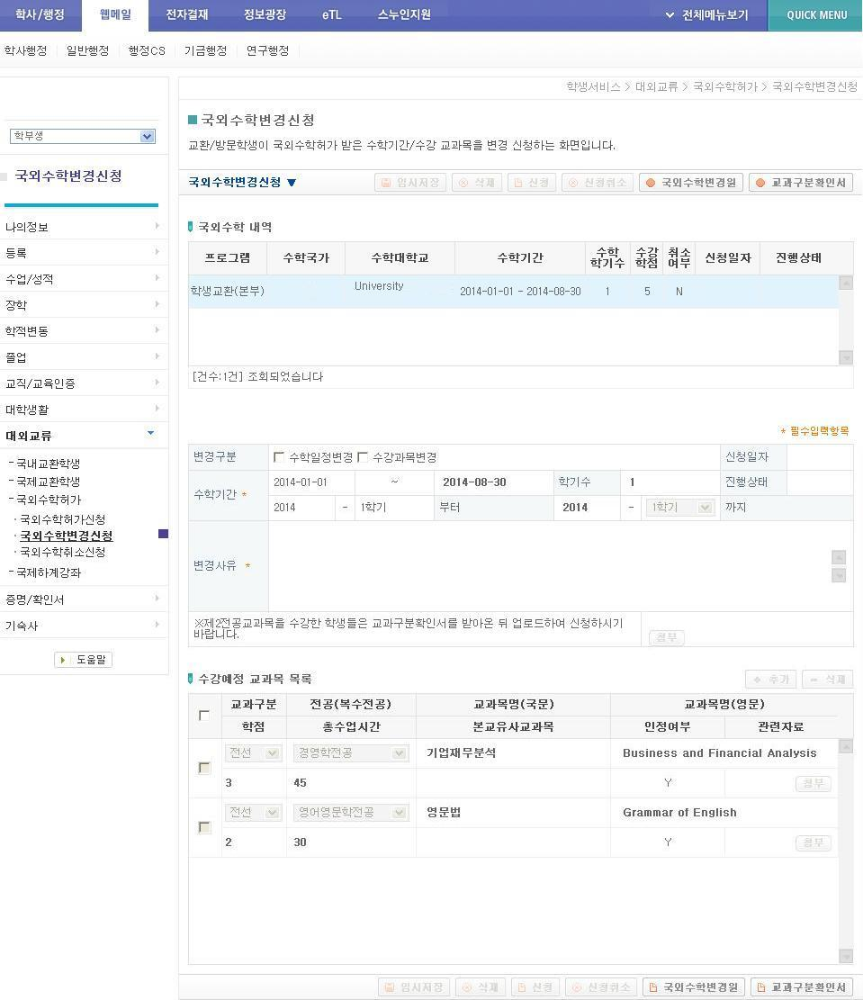 학사/행정 웹메일 전자결재 정보광장 eTL 스누인지원 전체메뉴보기 QUICK MENU
학사행정 일반행정 행정CS 기금행정 연구행정
학생서비스 > 대외교류 > 국외수학허가 > 국외수학변경신청
학부생
국외수학변경신청
나의정보
등록
수업/성적
장학
학적변동
졸업
교직/교육인증
대학생활
대외교류
국내교환학생
국제교환학생
국외수학허가
국외수학허가신청
국외수학변경신청
국외수학취소신청
국제하계강좌
증명/확인서
기숙사
도움말
국외수학변경신청
교환/방문학생이 국외수학허가 받은 수학기간/수강 교과목을 변경 신청하는 화면입니다.
국외수학변경신청 ▼ 임시저장 삭제 신청 신청취소 국외수학변경원 교과구분확인서
국외수학 내역
프로그램 수학국가 수학대학교 수학기간 수학 학기수 수강 학점 취소 여부 신청일자 진행상태
학생교환(본부) University 2014-01-01 - 2014-08-30 1 5 N
[건수:1건] 조회되었습니다
* 필수입력항목
변경구분 수학일정변경 수강과목변경 신청일자
수학기간 * 2014-01-01 ~ 2014-08-30 학기수 1 진행상태
2014 - 1학기 부터 2014 - 1학기 까지
변경사유 *
※제2전공교과목을 수강한 학생들은 교과구분확인서를 받아온 뒤 업로드하여 신청하시기
바랍니다. 첨부
수강예정 교과목 목록 추가 삭제
교과구분 전공(복수전공) 교과목명(국문) 교과목명(영문)
학점 총수업시간 본교유사교과목 인정여부 관련자료
전선 경영학전공 기업재무분석 Business and Financial Analysis
3 45 Y 첨부
전선 영어영문학전공 영문법 Grammar of English
2 30 Y 첨부
임시저장 삭제 신청 신청취소 국외수학변경원 교과구분확인서